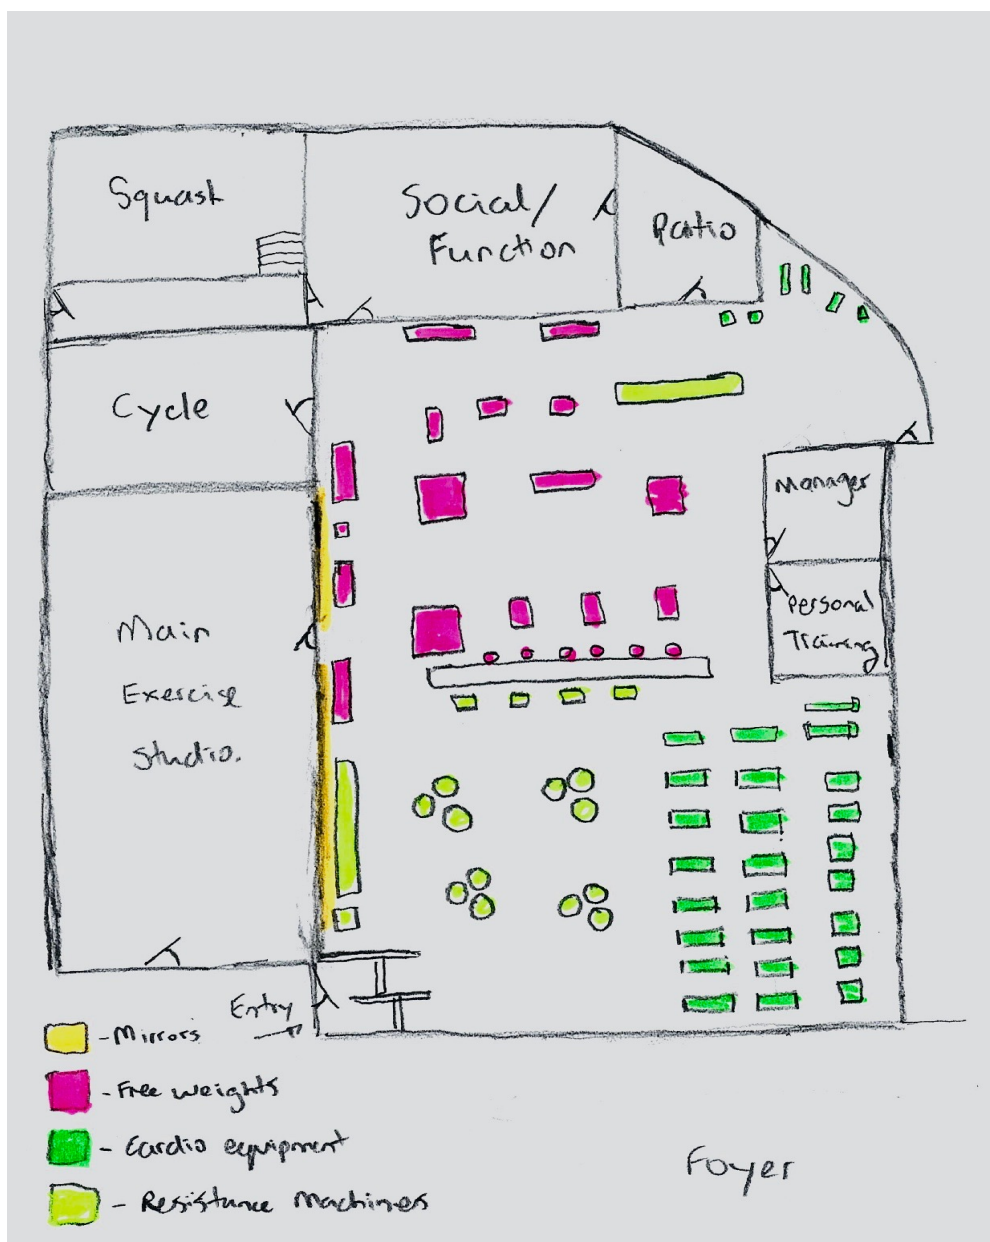 Squash
Social/
Function
Patio
Cycle
Manager
Personal
Training
Main
Exercise
Studio.
Entry
- Mirrors
- Free weights
- Cardio equipment
- Resistance Machines
Foyer